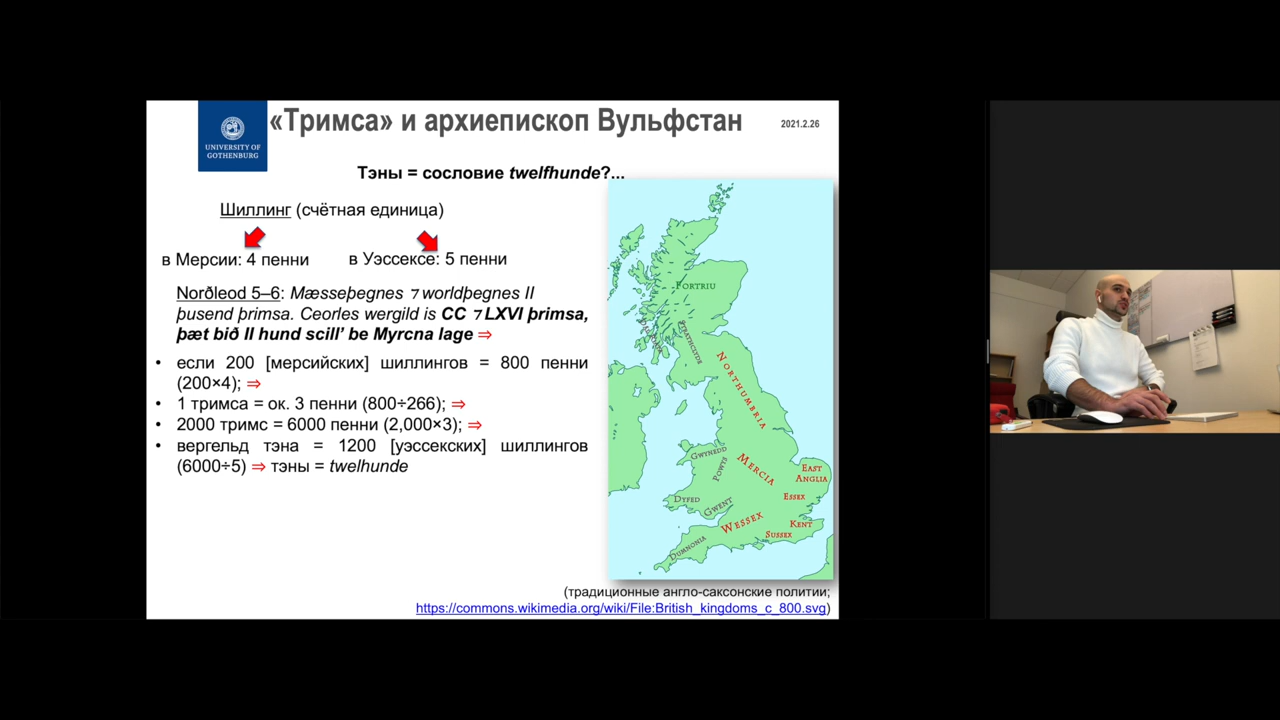 «Тримса» и архиепископ Вульфстан
2021.2.26
UNIVERSITY OF
GOTHENBURG
Тэны = сословие twelfhunde?...
Шиллинг (счётная единица)
в Мерсии: 4 пенни
в Уэссексе: 5 пенни
Norðleod 5–6: Mæsseþegnes ⁊ worldþegnes II
þusend þrimsa. Ceorles wergild is CC ⁊ LXVI þrimsa,
þæt bið II hund scill’ be Myrcna lage ⇒
• если 200 [мерсийских] шиллингов = 800 пенни
(200×4); ⇒
• 1 тримса = ок. 3 пенни (800÷266); ⇒
• 2000 тримс = 6000 пенни (2,000×3); ⇒
• вергельд тэна = 1200 [уэссекских] шиллингов
(6000÷5) ⇒ тэны = twelhunde
FORTRIU
STRATHCLYDE
NORTHUMBRIA
GWYNEDD
POWYS
MERCIA
EAST
ANGLIA
DYFED
GWENT
ESSEX
WESSEX
KENT
SUSSEX
DUMNONIA
(традиционные англо-саксонские политии;
https://commons.wikimedia.org/wiki/File:British_kingdoms_c_800.svg)